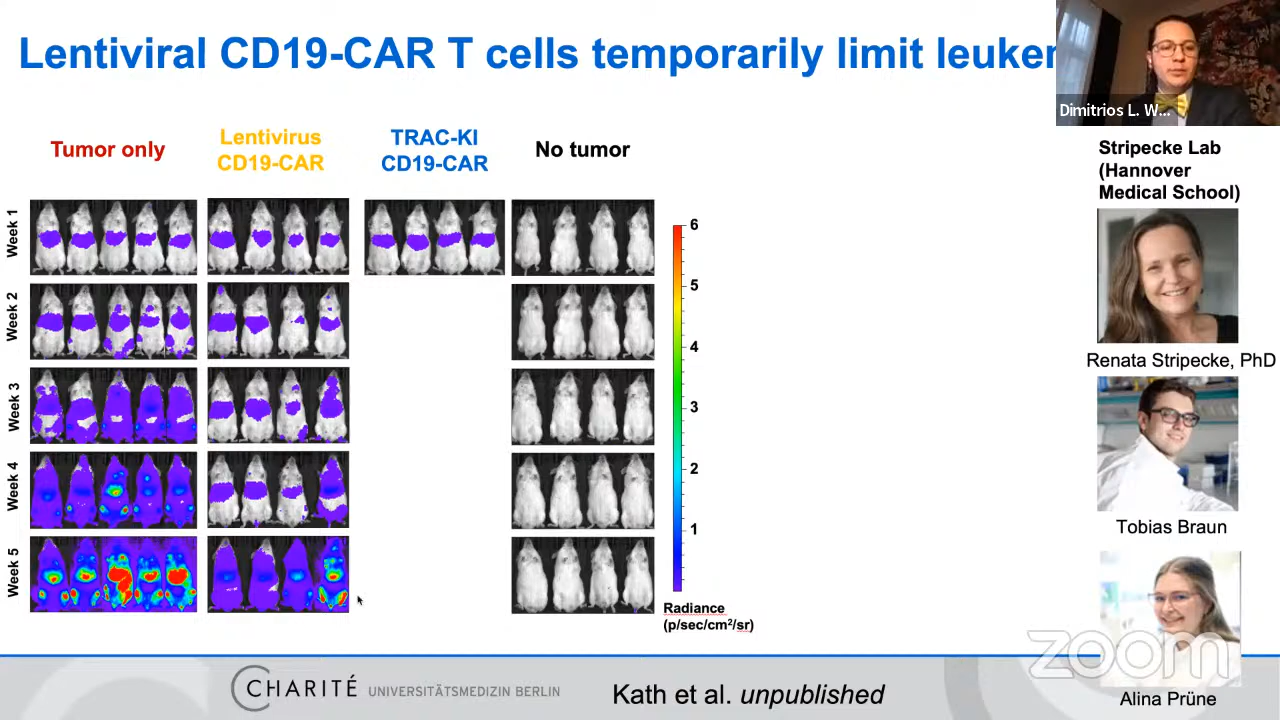 Lentiviral CD19-CAR T cells temporarily limit leuke
Dimitrios L. W...
Tumor only
Lentivirus
CD19-CAR
TRAC-KI
CD19-CAR
No tumor
Stripecke Lab
(Hannover
Medical School)
Week 1
Week 2
Week 3
Week 4
Week 5
6
5
4
3
2
1
Radiance
(p/sec/cm²/sr)
Renata Stripecke, PhD
Tobias Braun
Alina Prüne
zoom
CHARITÉ UNIVERSITÄTSMEDIZIN BERLIN
Kath et al. unpublished